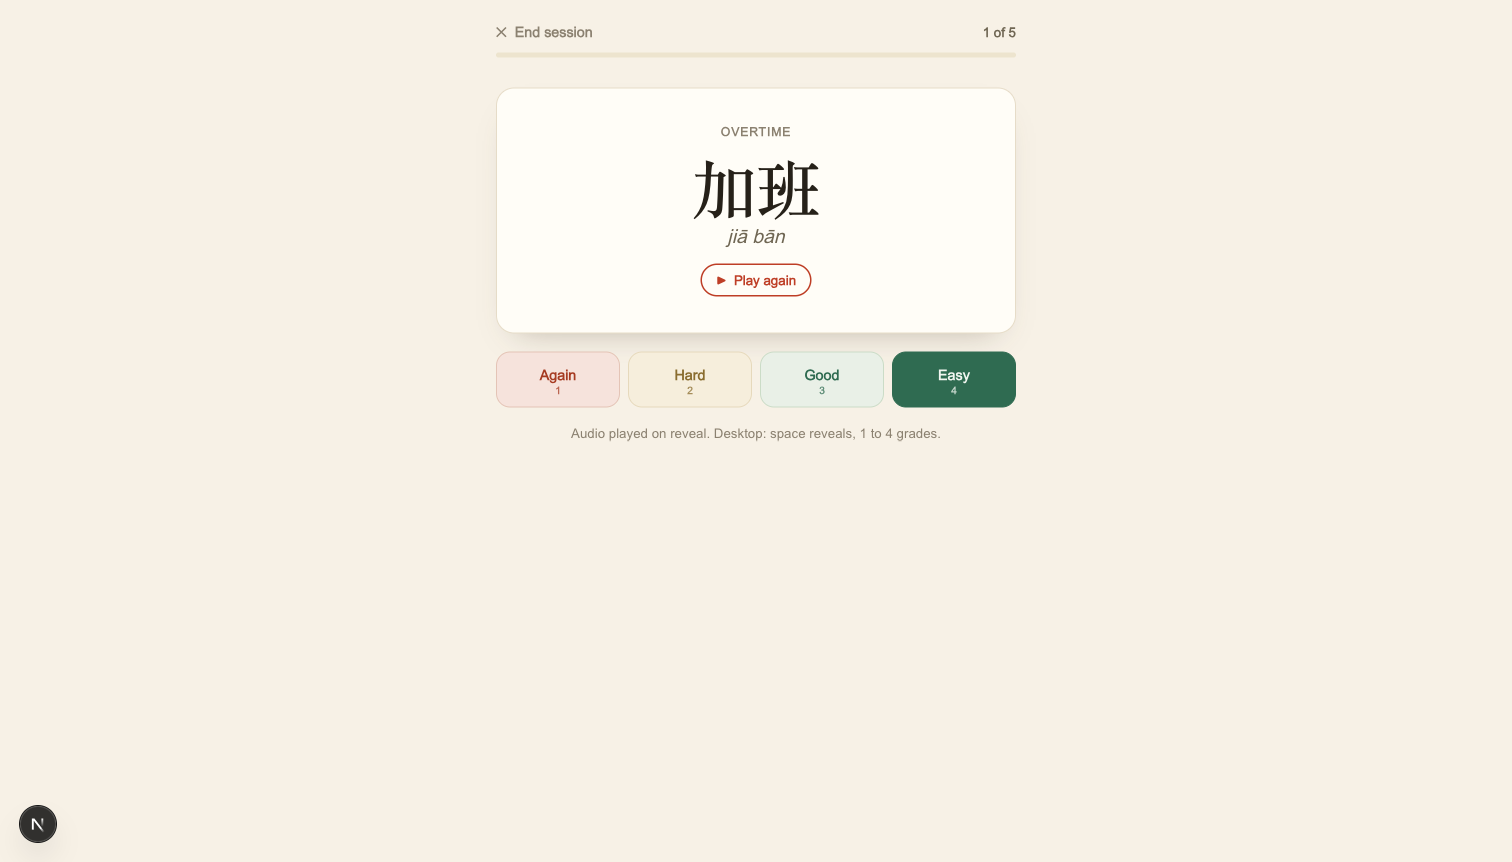 End session
1 of 5
OVERTIME
加班
jiā bān
Play again
Again
1
Hard
2
Good
3
Easy
4
Audio played on reveal. Desktop: space reveals, 1 to 4 grades.
N